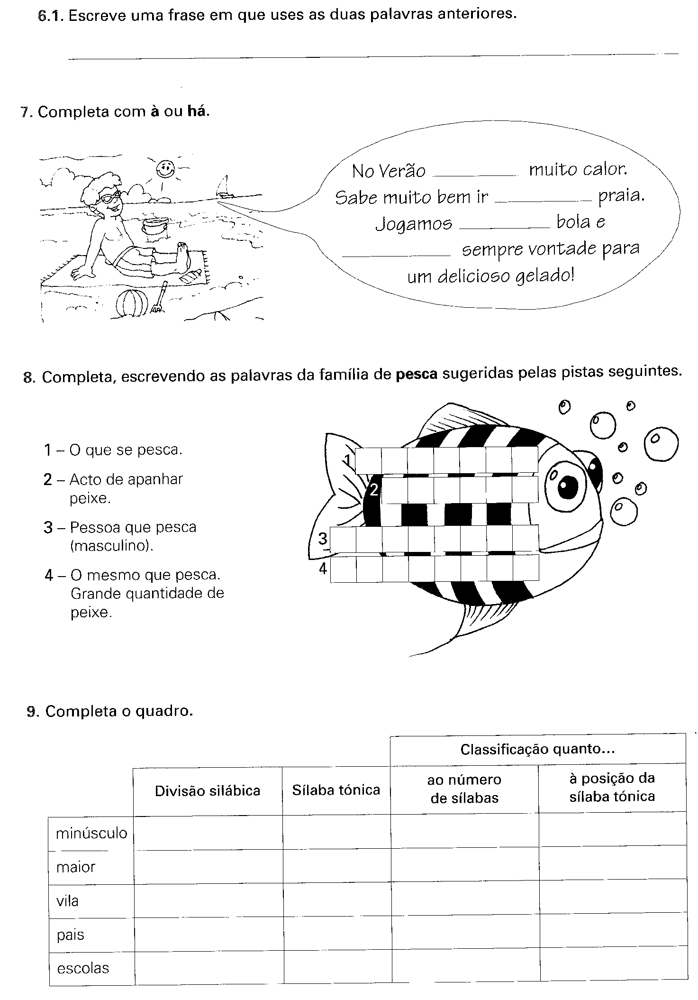 6.1. Escreve uma frase em que uses as duas palavras anteriores.
7. Completa com à ou há.
No Verão __________ muito calor.
Sabe muito bem ir __________ praia.
Jogamos __________ bola e
__________ sempre vontade para
um delicioso gelado!
8. Completa, escrevendo as palavras da família de pesca sugeridas pelas pistas seguintes.
1 – O que se pesca.
2 – Acto de apanhar
peixe.
3 – Pessoa que pesca
(masculino).
4 – O mesmo que pesca.
Grande quantidade de
peixe.
1
2
3
4
9. Completa o quadro.
Classificação quanto...
Divisão silábica Sílaba tónica ao número de sílabas à posição da sílaba tónica
minúsculo
maior
vila
pais
escolas